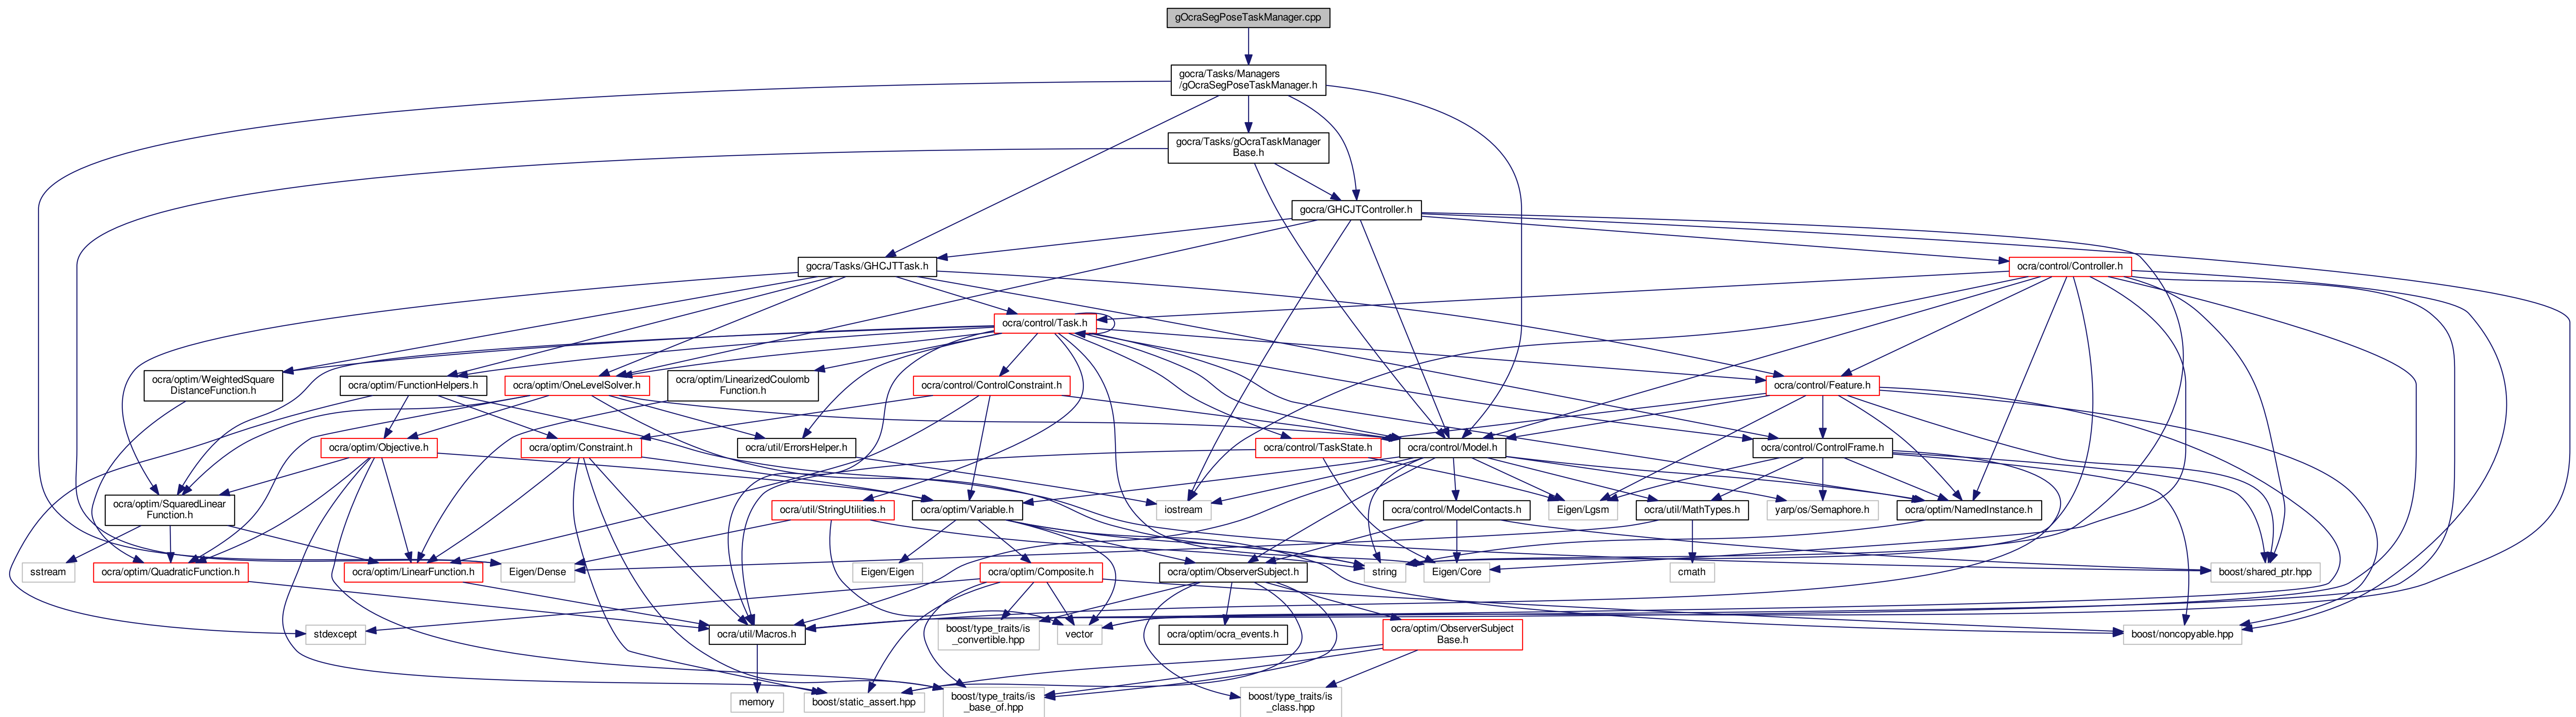 gOcraSegPoseTaskManager.cpp
gocra/Tasks/Managers
/gOcraSegPoseTaskManager.h
gocra/Tasks/gOcraTaskManager
Base.h
gocra/GHCJTController.h
gocra/Tasks/GHCJTTask.h
ocra/control/Controller.h
ocra/control/Task.h
ocra/optim/WeightedSquare
DistanceFunction.h
ocra/optim/FunctionHelpers.h
ocra/optim/OneLevelSolver.h
ocra/optim/LinearizedCoulomb
Function.h
ocra/control/ControlConstraint.h
ocra/control/Feature.h
ocra/optim/Objective.h
ocra/optim/Constraint.h
ocra/util/ErrorsHelper.h
ocra/control/TaskState.h
ocra/control/Model.h
ocra/control/ControlFrame.h
ocra/optim/SquaredLinear
Function.h
ocra/util/StringUtilities.h
ocra/optim/Variable.h
iostream
ocra/control/ModelContacts.h
Eigen/Lgsm
ocra/util/MathTypes.h
yarp/os/Semaphore.h
ocra/optim/NamedInstance.h
sstream
ocra/optim/QuadraticFunction.h
ocra/optim/LinearFunction.h
Eigen/Dense
Eigen/Eigen
ocra/optim/Composite.h
ocra/optim/ObserverSubject.h
string
Eigen/Core
cmath
boost/shared_ptr.hpp
stdexcept
ocra/util/Macros.h
boost/type_traits/is
_convertible.hpp
vector
ocra/optim/ocra_events.h
ocra/optim/ObserverSubject
Base.h
boost/noncopyable.hpp
memory
boost/static_assert.hpp
boost/type_traits/is
_base_of.hpp
boost/type_traits/is
_class.hpp